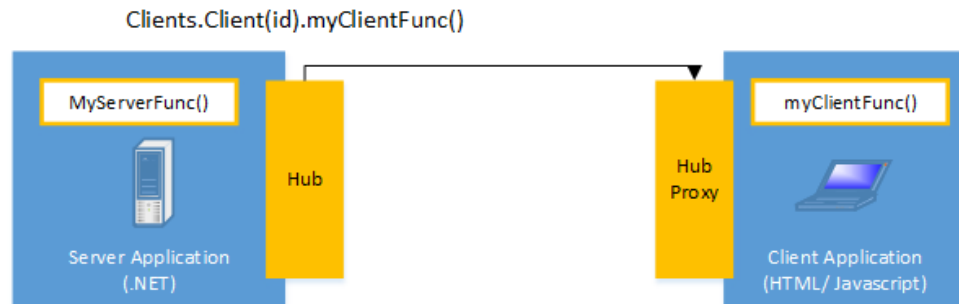 Clients.Client(id).myClientFunc()
MyServerFunc()
myClientFunc()
Hub
Hub
Proxy
Server Application
(.NET)
Client Application
(HTML/ Javascript)